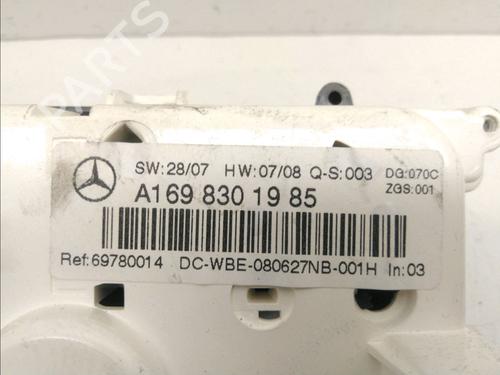 PARTS
SW:28/07 HW:07/08 Q-S:003 DG:070C
ZGS:001
A169 830 19 85
Ref:69780014 DC-WBE-080627NB-001H In:03